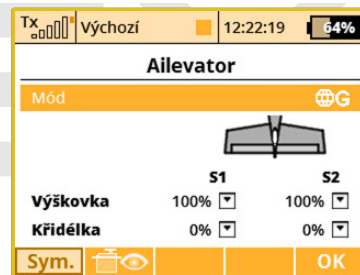 Tx Výchozí 12:22:19 64%
Ailevator
Mód G
S1 S2
Výškovka 100% 100%
Křidélka 0% 0%
Sym. OK